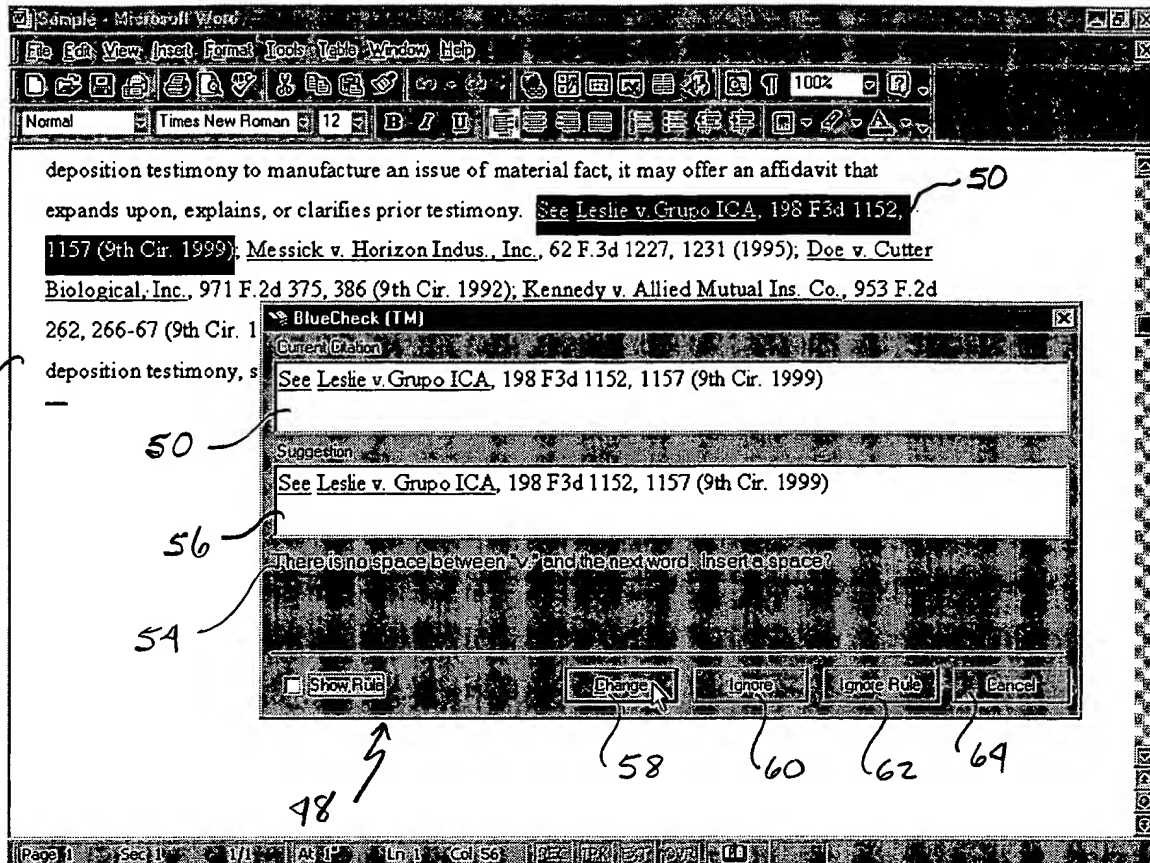 Sample - Microsoft Word
File Edit View Insert Format Tools Table Window Help
100%
Normal Times New Roman 12 B I U
deposition testimony to manufacture an issue of material fact, it may offer an affidavit that
50
expands upon, explains, or clarifies prior testimony. See Leslie v.Grupo ICA, 198 F3d 1152,
1157 (9th Cir. 1999); Messick v. Horizon Indus., Inc., 62 F.3d 1227, 1231 (1995); Doe v. Cutter
Biological, Inc., 971 F.2d 375, 386 (9th Cir. 1992); Kennedy v. Allied Mutual Ins. Co., 953 F.2d
262, 266-67 (9th Cir. 1
deposition testimony, s
BlueCheck (TM)
Current Citation
See Leslie v.Grupo ICA, 198 F3d 1152, 1157 (9th Cir. 1999)
50
Suggestion
See Leslie v. Grupo ICA, 198 F3d 1152, 1157 (9th Cir. 1999)
56
There is no space between "v." and the next word. Insert a space?
54
Show Rule Change Ignore Ignore Rule Cancel
58 60 62 64
48
Page 1 Sec 1 1/1 At 1" Ln 1 Col 56 REC TRK EXT OVR